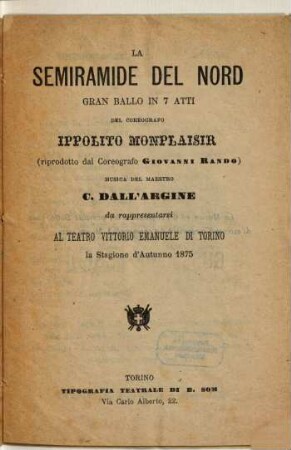 LA
SEMIRAMIDE DEL NORD
GRAN BALLO IN 7 ATTI
DEL COREOGRAFO
IPPOLITO MONPLAISIR
(riprodotto dal Coreografo GIOVANNI RANDO)
MUSICA DEL MAESTRO
C. DALL'ARGINE
da rappresentarsi
AL TEATRO VITTORIO EMANUELE DI TORINO
la Stagione d'Autunno 1875
TORINO
TIPOGRAFIA TEATRALE DI B. SOM
Via Carlo Alberto, 22.